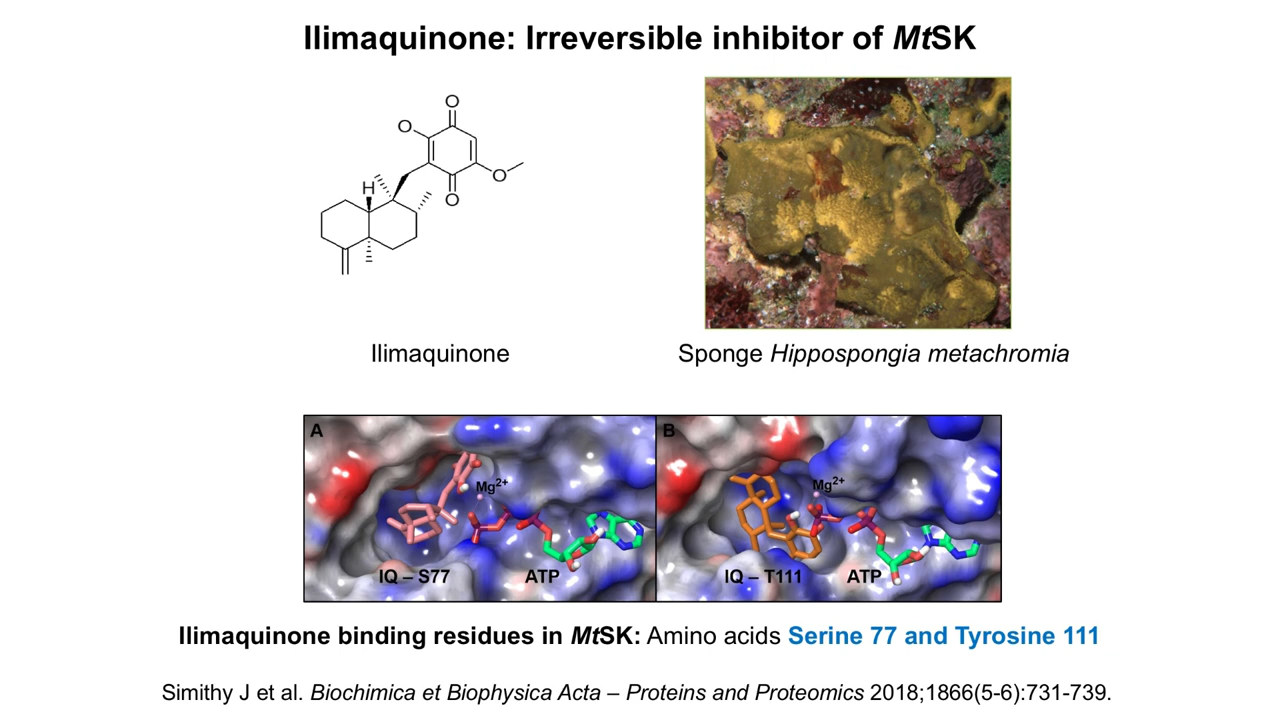 Ilimaquinone: Irreversible inhibitor of MtSK
O
O
H
O
O
Ilimaquinone
Sponge Hippospongia metachromia
A
Mg2+
IQ – S77
ATP
B
Mg2+
IQ – T111
ATP
Ilimaquinone binding residues in MtSK: Amino acids Serine 77 and Tyrosine 111
Simithy J et al. Biochimica et Biophysica Acta – Proteins and Proteomics 2018;1866(5-6):731-739.